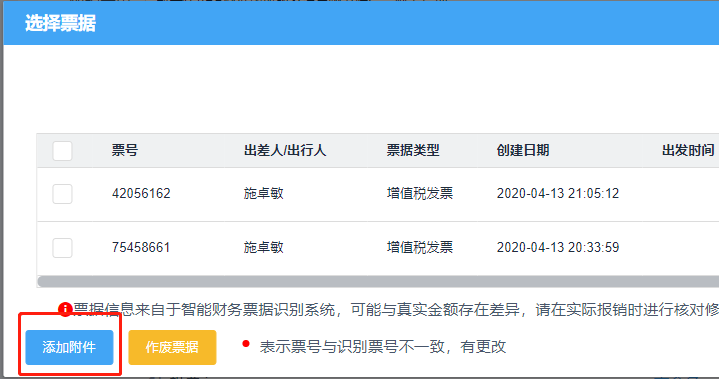 选择票据
票号 出差人/出行人 票据类型 创建日期 出发时间
42056162 施卓敏 增值税发票 2020-04-13 21:05:12
75458661 施卓敏 增值税发票 2020-04-13 20:33:59
票据信息来自于智能财务票据识别系统，可能与真实金额存在差异，请在实际报销时进行核对修
添加附件 作废票据 表示票号与识别票号不一致，有更改